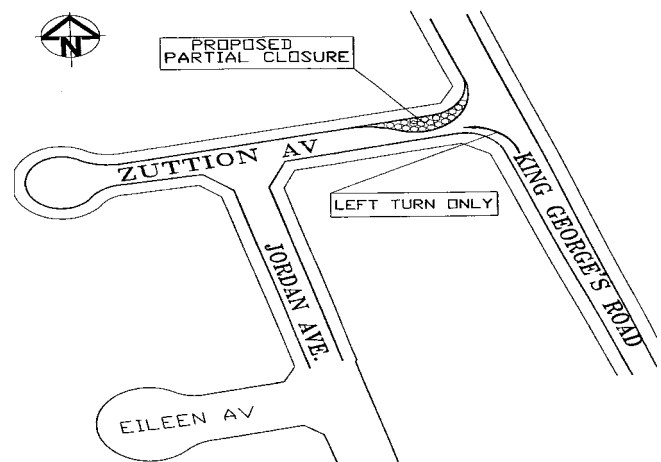 N
PROPOSED
PARTIAL CLOSURE
ZUTTION AV
LEFT TURN ONLY
KING GEORGE'S ROAD
JORDAN AVE.
EILEEN AV